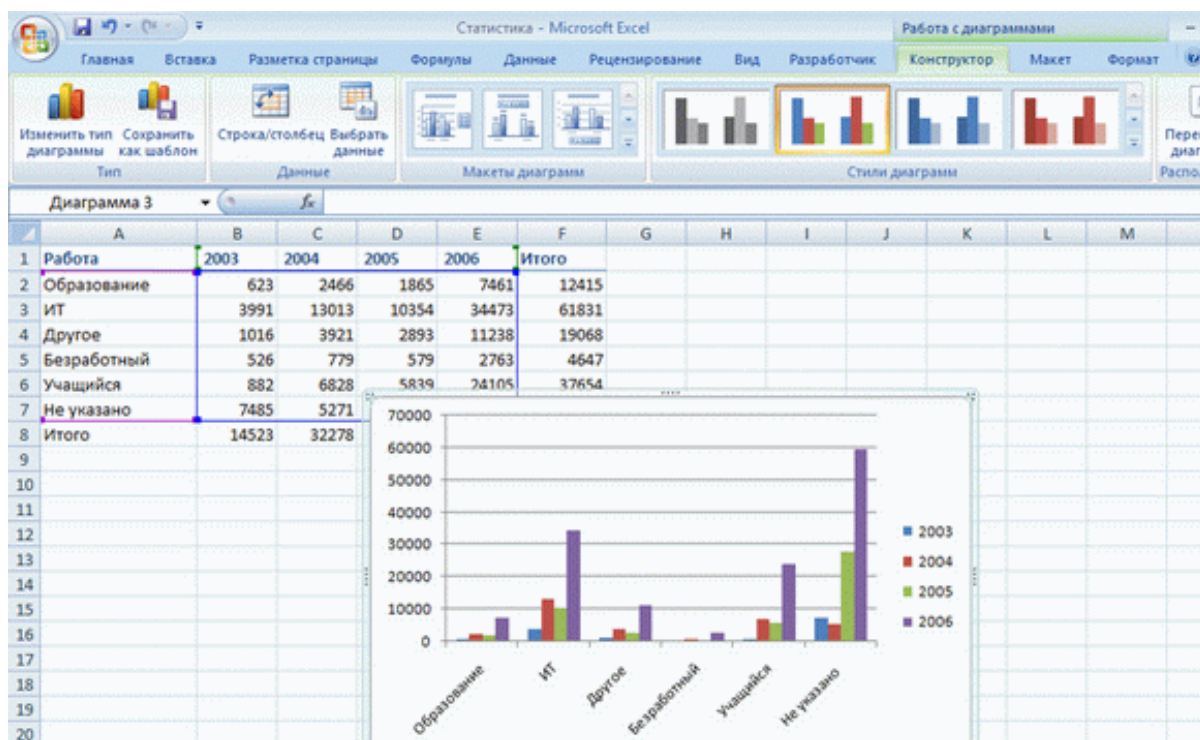 Статистика - Microsoft Excel
Работа с диаграммами
Главная Вставка Разметка страницы Формулы Данные Рецензирование Вид Разработчик Конструктор Макет Формат
Изменить тип диаграммы
Сохранить как шаблон
Строка/столбец
Выбрать данные
Тип Данные Макеты диаграмм Стили диаграмм
Диаграмма 3 fx
A B C D E F G H I J K L M
1 Работа 2003 2004 2005 2006 Итого
2 Образование 623 2466 1865 7461 12415
3 ИТ 3991 13013 10354 34473 61831
4 Другое 1016 3921 2893 11238 19068
5 Безработный 526 779 579 2763 4647
6 Учащийся 882 6828 5839 24105 37654
7 Не указано 7485 5271
8 Итого 14523 32278
9
10
11
12
13
14
15
16
17
18
19
20
70000
60000
50000
40000
30000
20000
10000
0
Образование ИТ Другое Безработный Учащийся Не указано
2003
2004
2005
2006